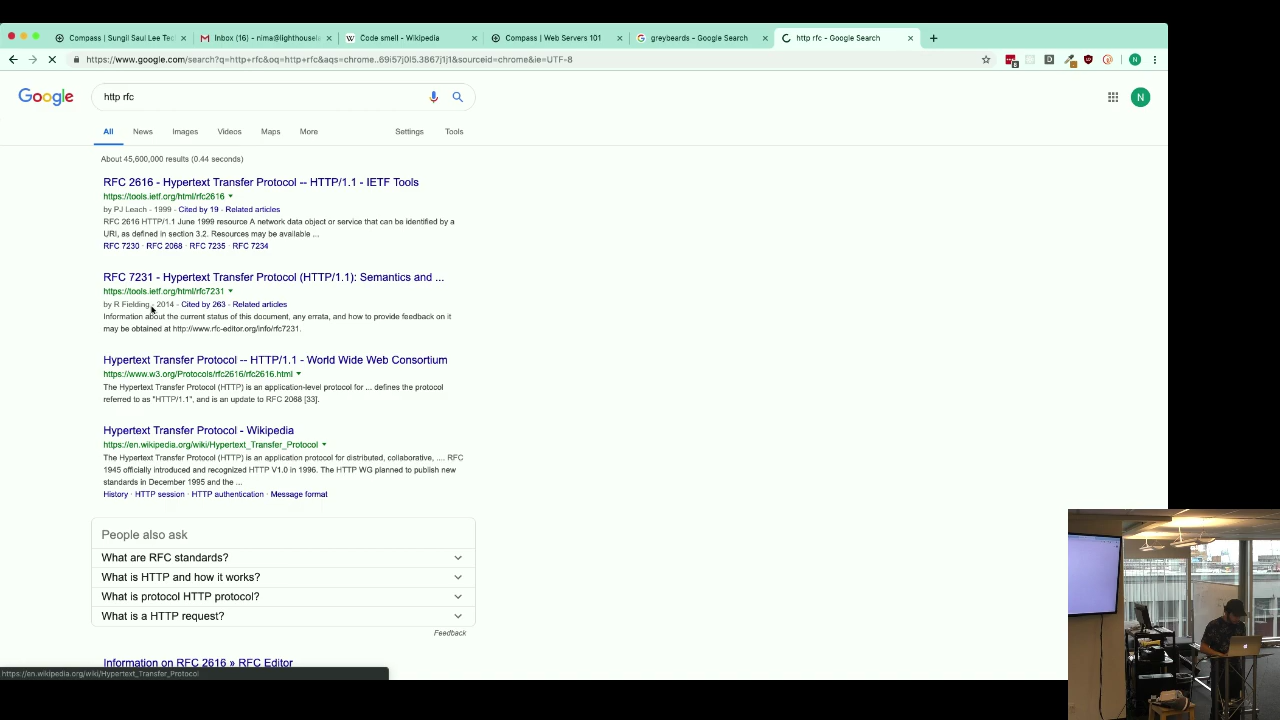 Compass | Sungil Saul Lee Tec
Inbox (16) - nima@lighthousel
Code smell - Wikipedia
Compass | Web Servers 101
greybeards - Google Search
http rfc - Google Search
https://www.google.com/search?q=http+rfc&oq=http+rfc&aqs=chrome..69i57j0l5.3867j1j1&sourceid=chrome&ie=UTF-8
N
Google
http rfc
N
All News Images Videos Maps More Settings Tools
About 45,600,000 results (0.44 seconds)
RFC 2616 - Hypertext Transfer Protocol -- HTTP/1.1 - IETF Tools
https://tools.ietf.org/html/rfc2616
by PJ Leach - 1999 - Cited by 19 - Related articles
RFC 2616 HTTP/1.1 June 1999 resource A network data object or service that can be identified by a
URI, as defined in section 3.2. Resources may be available ...
RFC 7230 · RFC 2068 · RFC 7235 · RFC 7234
RFC 7231 - Hypertext Transfer Protocol (HTTP/1.1): Semantics and ...
https://tools.ietf.org/html/rfc7231
by R Fielding - 2014 - Cited by 263 - Related articles
Information about the current status of this document, any errata, and how to provide feedback on it
may be obtained at http://www.rfc-editor.org/info/rfc7231.
Hypertext Transfer Protocol -- HTTP/1.1 - World Wide Web Consortium
https://www.w3.org/Protocols/rfc2616/rfc2616.html
The Hypertext Transfer Protocol (HTTP) is an application-level protocol for ... defines the protocol
referred to as "HTTP/1.1", and is an update to RFC 2068 [33].
Hypertext Transfer Protocol - Wikipedia
https://en.wikipedia.org/wiki/Hypertext_Transfer_Protocol
The Hypertext Transfer Protocol (HTTP) is an application protocol for distributed, collaborative, .... RFC
1945 officially introduced and recognized HTTP V1.0 in 1996. The HTTP WG planned to publish new
standards in December 1995 and the ...
History · HTTP session · HTTP authentication · Message format
People also ask
What are RFC standards?
What is HTTP and how it works?
What is protocol HTTP protocol?
What is a HTTP request?
Feedback
Information on RFC 2616 » RFC Editor
https://en.wikipedia.org/wiki/Hypertext_Transfer_Protocol